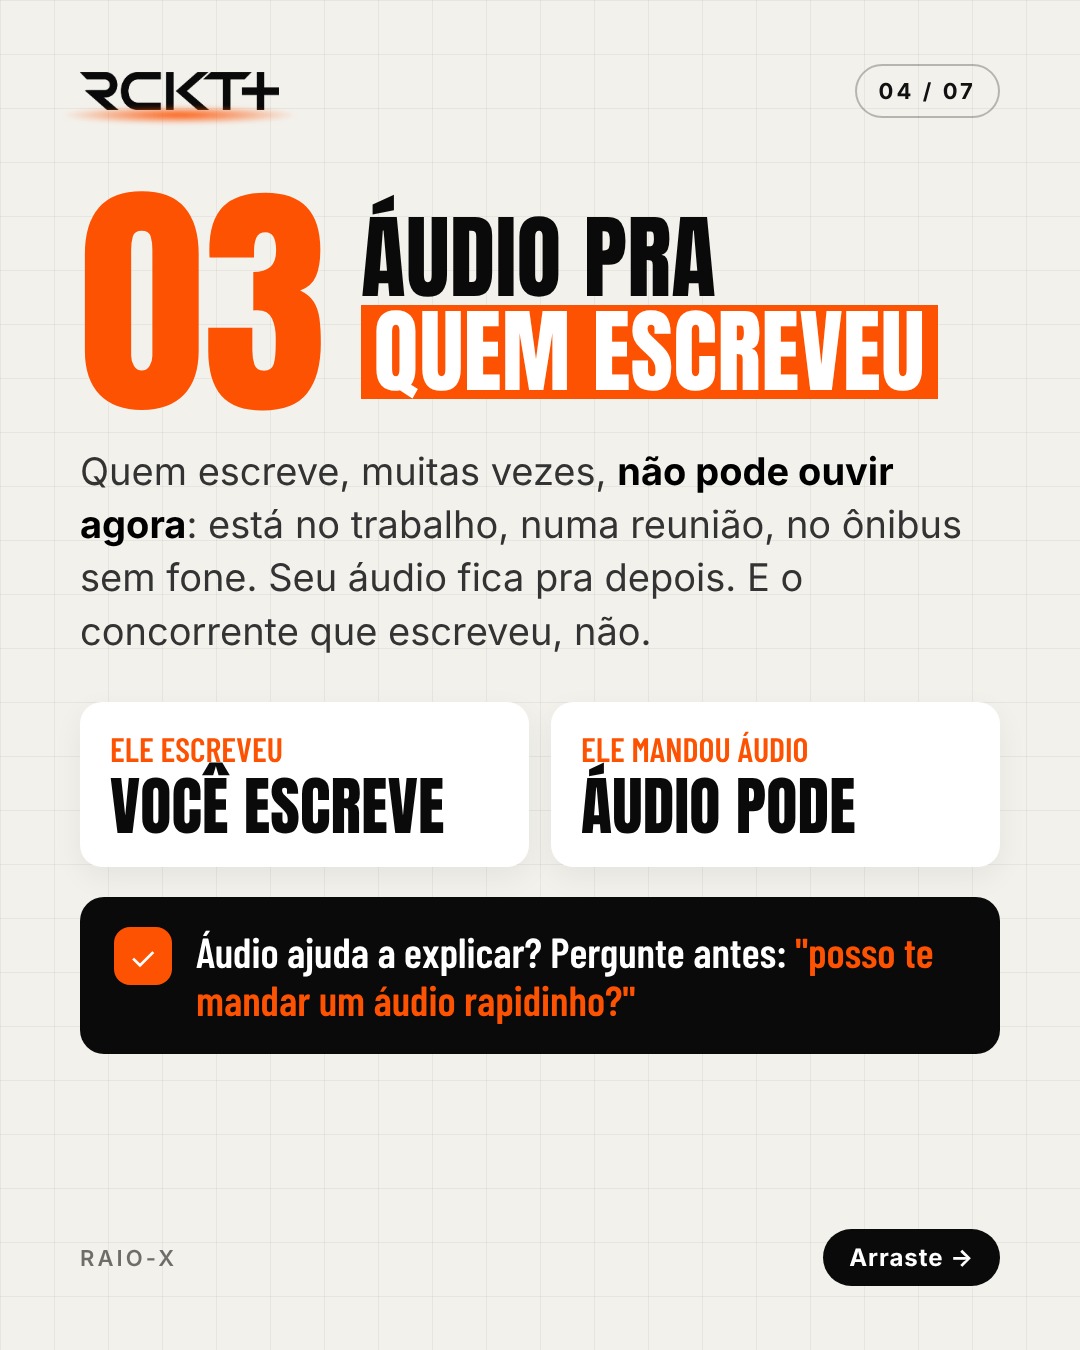 RCKT+
04 / 07
03
ÁUDIO PRA
QUEM ESCREVEU
Quem escreve, muitas vezes, não pode ouvir
agora: está no trabalho, numa reunião, no ônibus
sem fone. Seu áudio fica pra depois. E o
concorrente que escreveu, não.
ELE ESCREVEU
VOCÊ ESCREVE
ELE MANDOU ÁUDIO
ÁUDIO PODE
Áudio ajuda a explicar? Pergunte antes: "posso te
mandar um áudio rapidinho?"
RAIO-X
Arraste →